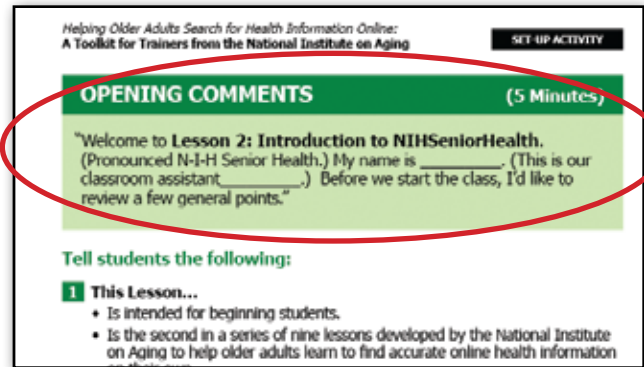 Helping Older Adults Search for Health Information Online:
A Toolkit for Trainers from the National Institute on Aging
SET-UP ACTIVITY
OPENING COMMENTS (5 Minutes)
"Welcome to Lesson 2: Introduction to NIHSeniorHealth.
(Pronounced N-I-H Senior Health.) My name is ________. (This is our
classroom assistant________.) Before we start the class, I'd like to
review a few general points."
Tell students the following:
1 This Lesson...
• Is intended for beginning students.
• Is the second in a series of nine lessons developed by the National Institute
on Aging to help older adults learn to find accurate online health information